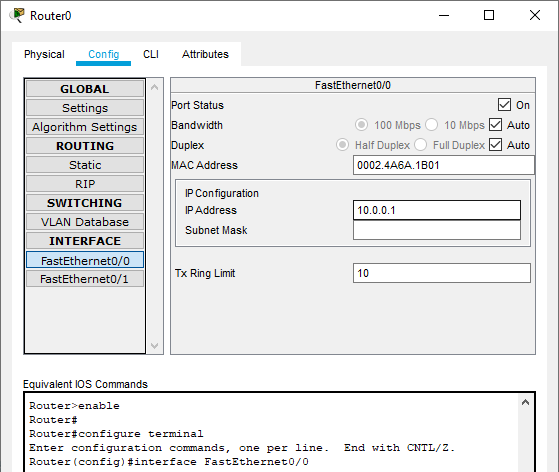 Router0
Physical Config CLI Attributes
GLOBAL
Settings
Algorithm Settings
ROUTING
Static
RIP
SWITCHING
VLAN Database
INTERFACE
FastEthernet0/0
FastEthernet0/1
FastEthernet0/0
Port Status On
Bandwidth 100 Mbps 10 Mbps Auto
Duplex Half Duplex Full Duplex Auto
MAC Address 0002.4A6A.1B01
IP Configuration
IP Address 10.0.0.1
Subnet Mask
Tx Ring Limit 10
Equivalent IOS Commands
Router>enable
Router#
Router#configure terminal
Enter configuration commands, one per line.  End with CNTL/Z.
Router(config)#interface FastEthernet0/0